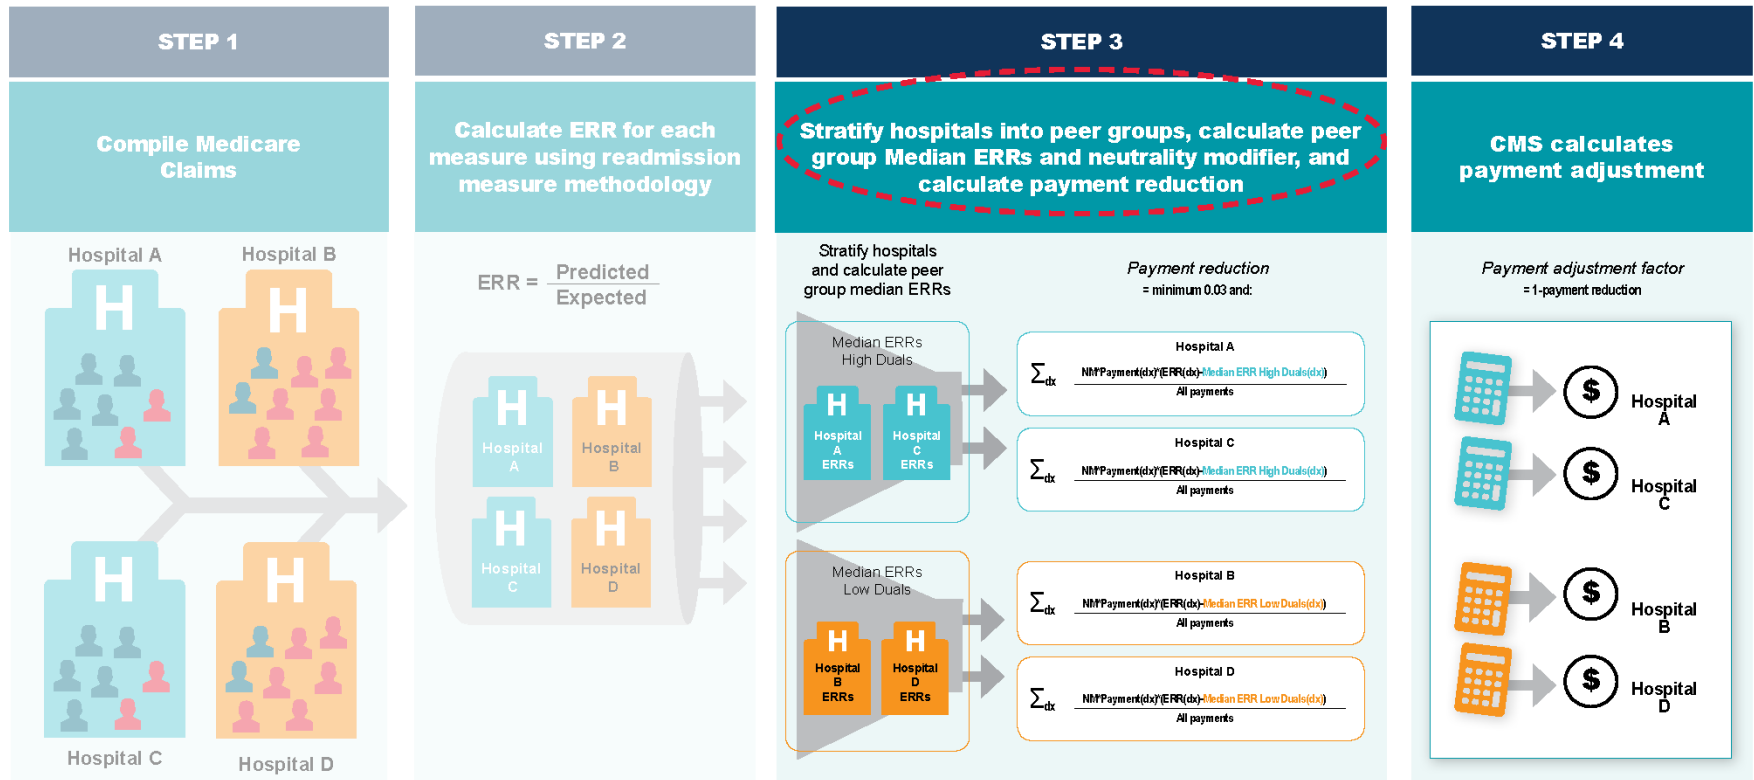 STEP 1
Compile Medicare
Claims
Hospital A
H
Hospital B
H
H
Hospital C
H
Hospital D
STEP 2
Calculate ERR for each
measure using readmission
measure methodology
ERR = Predicted
Expected
H
Hospital
A
H
Hospital
B
H
Hospital
C
H
Hospital
D
STEP 3
Stratify hospitals into peer groups, calculate peer
group Median ERRs and neutrality modifier, and
calculate payment reduction
Stratify hospitals
and calculate peer
group median ERRs
Median ERRs
High Duals
H
Hospital
A
ERRs
H
Hospital
C
ERRs
Median ERRs
Low Duals
H
Hospital
B
ERRs
H
Hospital
D
ERRs
Payment reduction
= minimum 0.03 and:
Hospital A
Σdx NM*Payment(dx)*(ERR(dx)-Median ERR High Duals(dx))
All payments
Hospital C
Σdx NM*Payment(dx)*(ERR(dx)-Median ERR High Duals(dx))
All payments
Hospital B
Σdx NM*Payment(dx)*(ERR(dx)-Median ERR Low Duals(dx))
All payments
Hospital D
Σdx NM*Payment(dx)*(ERR(dx)-Median ERR Low Duals(dx))
All payments
STEP 4
CMS calculates
payment adjustment
Payment adjustment factor
= 1-payment reduction
$
Hospital
A
$
Hospital
C
$
Hospital
B
$
Hospital
D